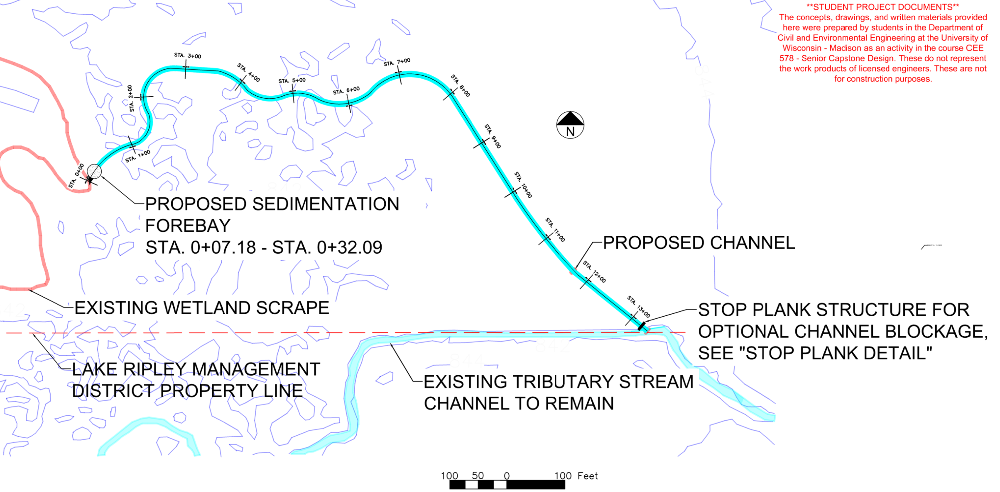 **STUDENT PROJECT DOCUMENTS**
The concepts, drawings, and written materials provided
here were prepared by students in the Department of
Civil and Environmental Engineering at the University of
Wisconsin - Madison as an activity in the course CEE
578 - Senior Capstone Design. These do not represent
the work products of licensed engineers. These are not
for construction purposes.
STA. 0+00
STA. 1+00
STA. 2+00
STA. 3+00
STA. 4+00
STA. 5+00
STA. 6+00
STA. 7+00
STA. 8+00
STA. 9+00
STA. 10+00
STA. 11+00
STA. 12+00
STA. 13+00
844
N
842
PROPOSED SEDIMENTATION
FOREBAY
STA. 0+07.18 - STA. 0+32.09
PROPOSED CHANNEL
EXISTING WETLAND SCRAPE
STOP PLANK STRUCTURE FOR
OPTIONAL CHANNEL BLOCKAGE,
SEE "STOP PLANK DETAIL"
842
844
LAKE RIPLEY MANAGEMENT
DISTRICT PROPERTY LINE
EXISTING TRIBUTARY STREAM
CHANNEL TO REMAIN
100 50 0 100 Feet